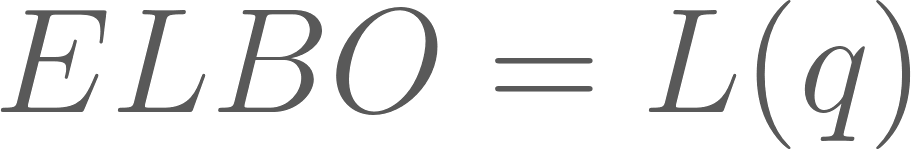 ELBO = L(q)